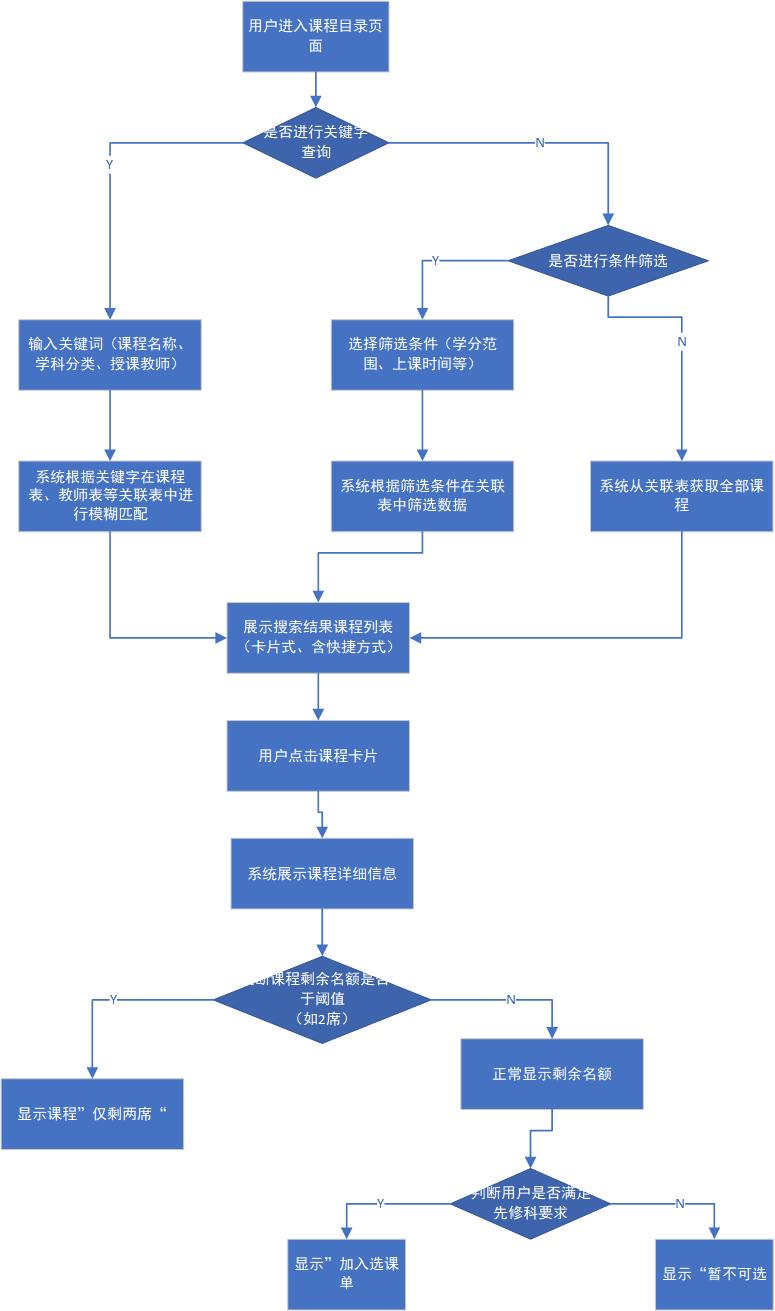 用户进入课程目录页
面
是否进行关键字
查询
Y
N
是否进行条件筛选
Y
N
输入关键词（课程名称、
学科分类、授课教师）
选择筛选条件（学分范
围、上课时间等）
系统根据关键字在课程
表、教师表等关联表中进
行模糊匹配
系统根据筛选条件在关联
表中筛选数据
系统从关联表获取全部课
程
展示搜索结果课程列表
（卡片式、含快捷方式）
用户点击课程卡片
系统展示课程详细信息
断课程剩余名额是否
于阈值
（如2席）
Y
N
正常显示剩余名额
显示课程”仅剩两席“
判断用户是否满足
先修科要求
Y
N
显示”加入选课
单
显示“暂不可选